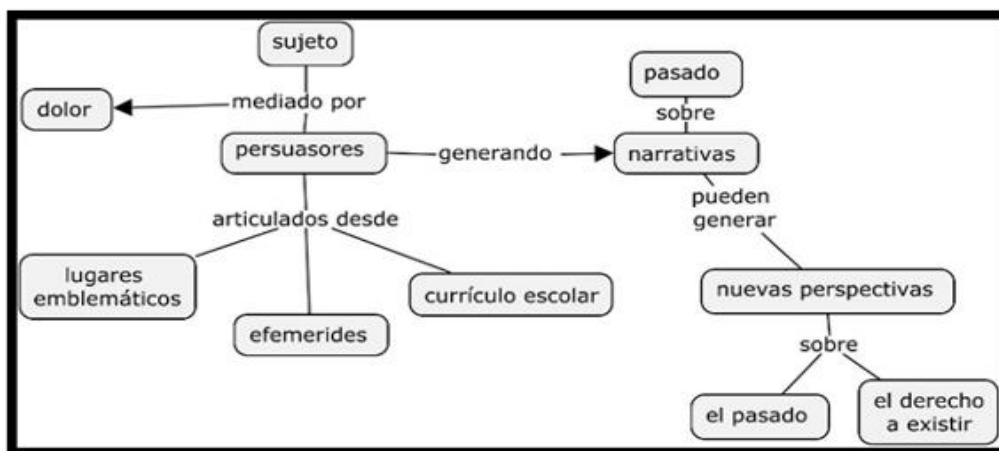 sujeto
pasado
dolor
mediado por
sobre
persuasores
generando
narrativas
pueden
generar
articulados desde
lugares
emblemáticos
currículo escolar
nuevas perspectivas
efemerides
sobre
el pasado
el derecho
a existir